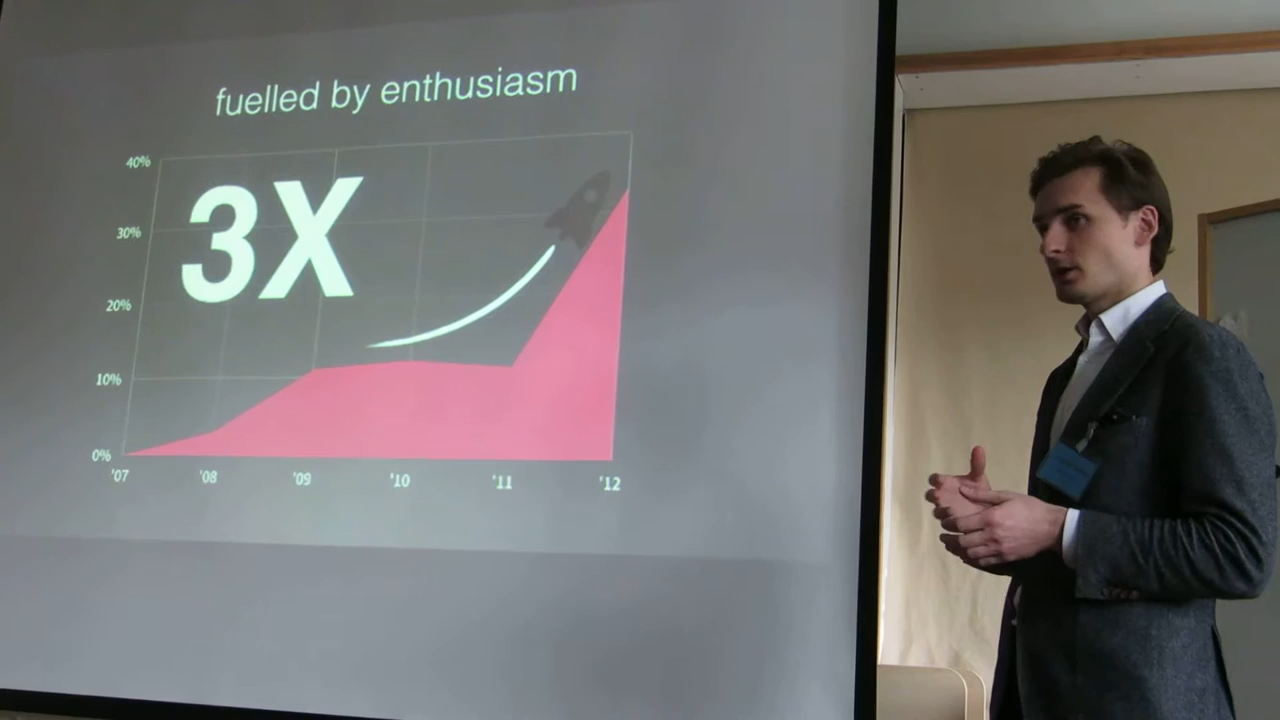 fuelled by enthusiasm
40%
3X
30%
20%
10%
0%
'07 '08 '09 '10 '11 '12